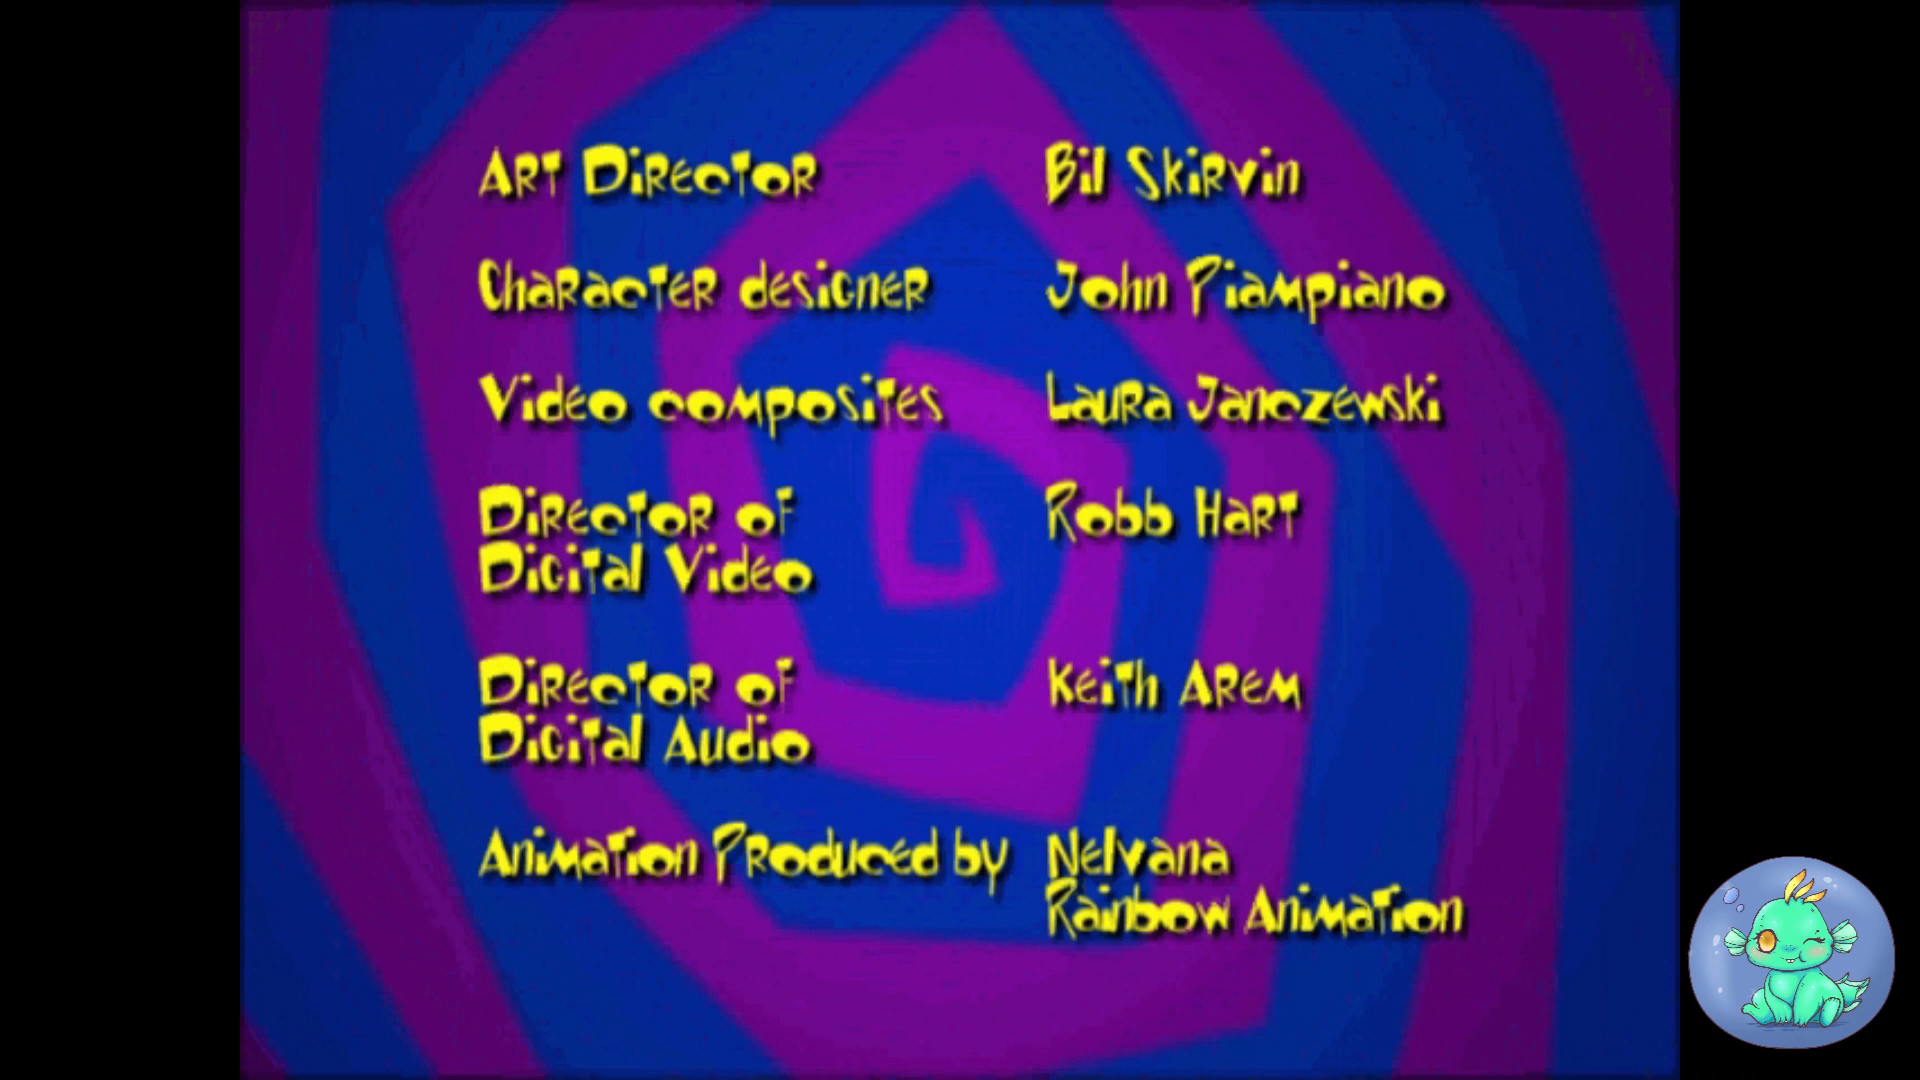 Art Director Bil Skirvin
Character designer John Piampiano
Video composites Laura Janczewski
Director of Robb Hart
Digital Video
Director of Keith Arem
Digital Audio
Animation Produced by Nelvana
Rainbow Animation